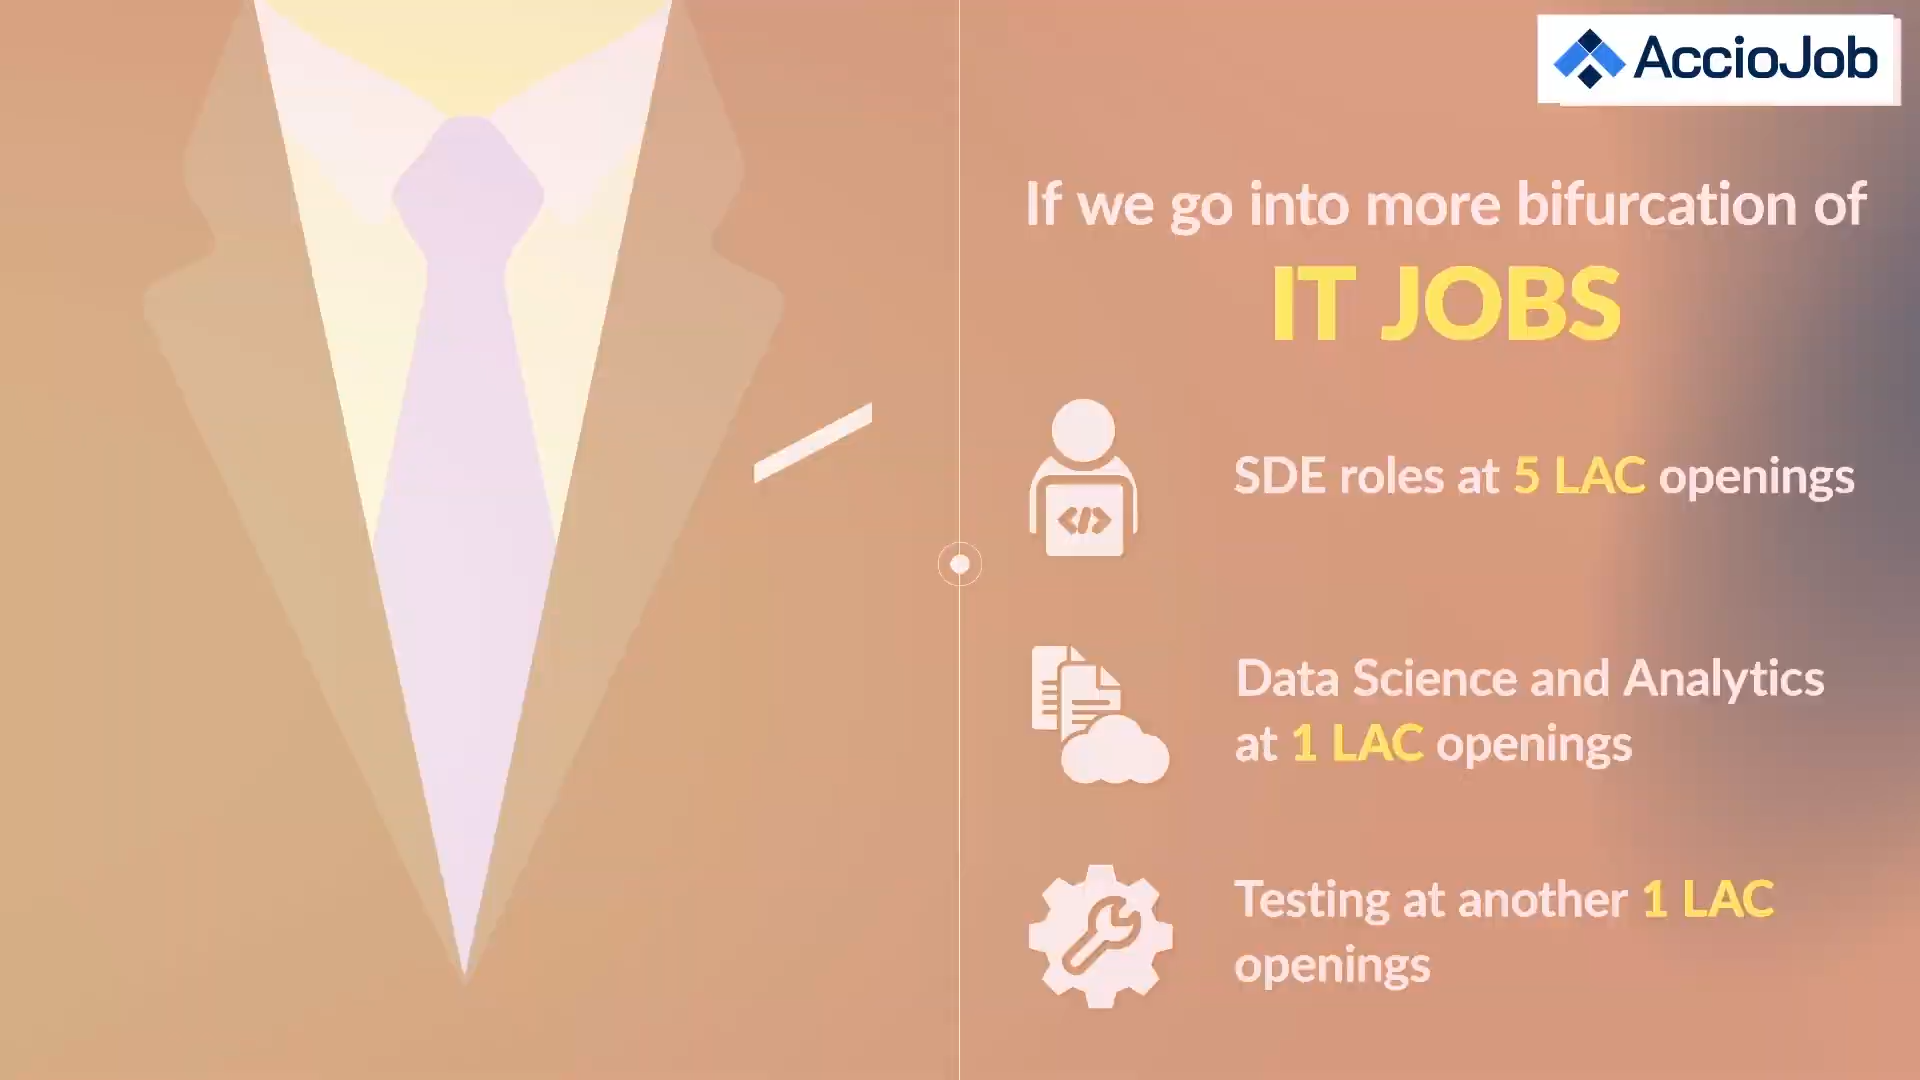 AccioJob
If we go into more bifurcation of
IT JOBS
SDE roles at 5 LAC openings
</>
Data Science and Analytics
at 1 LAC openings
Testing at another 1 LAC
openings